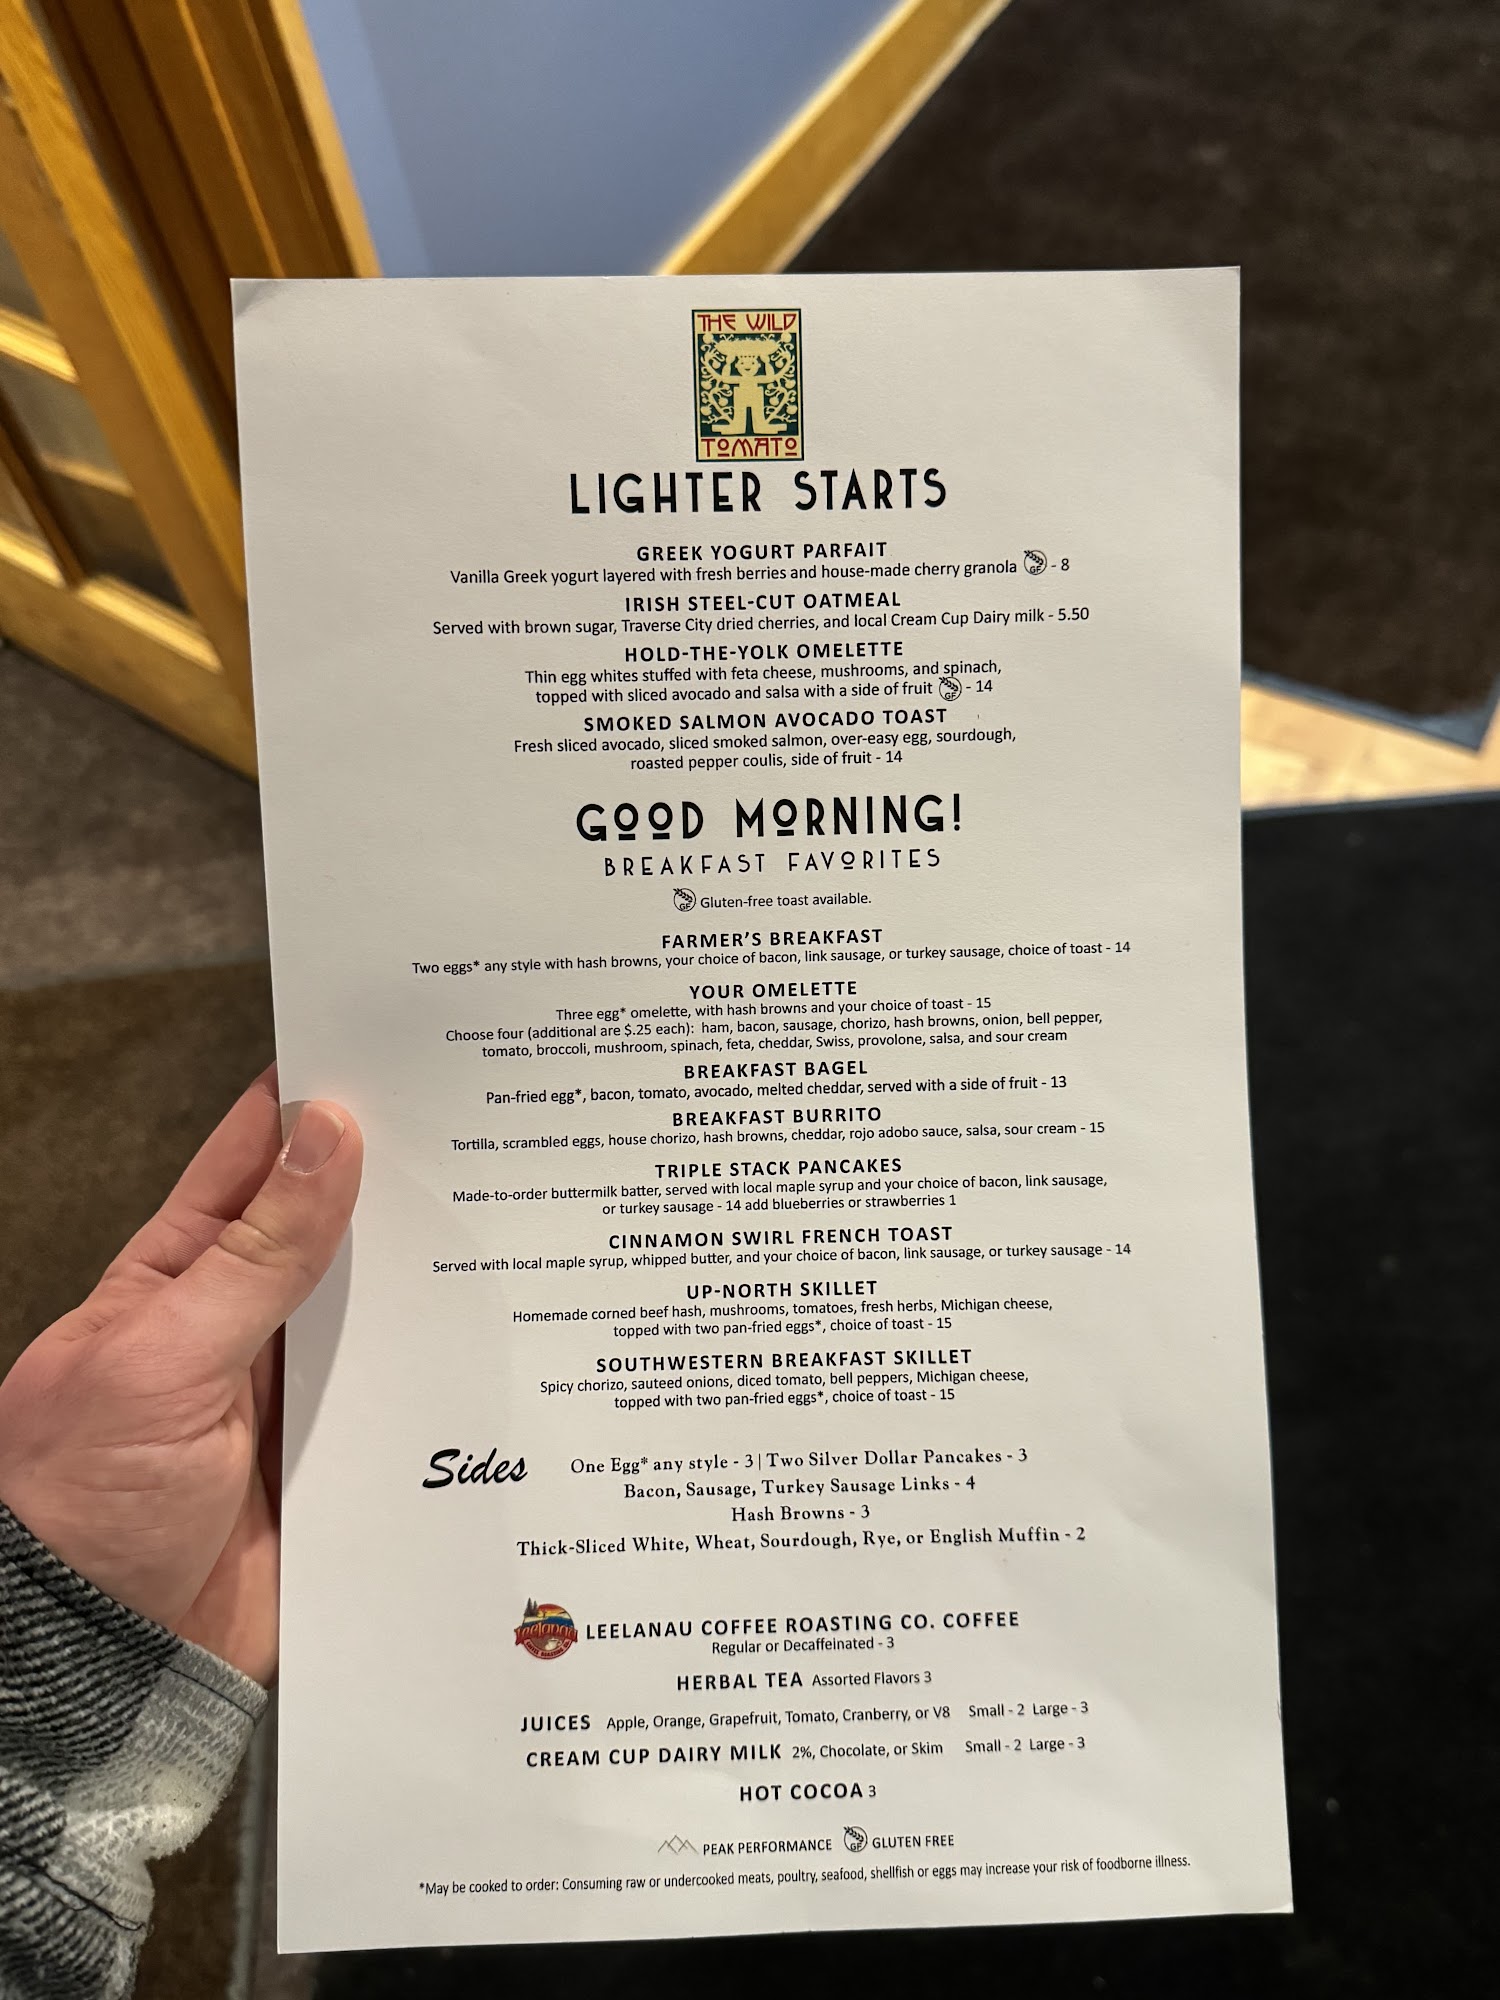 THE WILD
TOMATO
LIGHTER STARTS
GREEK YOGURT PARFAIT
Vanilla Greek yogurt layered with fresh berries and house-made cherry granola GF - 8
IRISH STEEL-CUT OATMEAL
Served with brown sugar, Traverse City dried cherries, and local Cream Cup Dairy milk - 5.50
HOLD-THE-YOLK OMELETTE
Thin egg whites stuffed with feta cheese, mushrooms, and spinach,
topped with sliced avocado and salsa with a side of fruit GF - 14
SMOKED SALMON AVOCADO TOAST
Fresh sliced avocado, sliced smoked salmon, over-easy egg, sourdough,
roasted pepper coulis, side of fruit - 14
GOOD MORNING!
BREAKFAST FAVORITES
GF Gluten-free toast available.
FARMER'S BREAKFAST
Two eggs* any style with hash browns, your choice of bacon, link sausage, or turkey sausage, choice of toast - 14
YOUR OMELETTE
Three egg* omelette, with hash browns and your choice of toast - 15
Choose four (additional are $.25 each): ham, bacon, sausage, chorizo, hash browns, onion, bell pepper,
tomato, broccoli, mushroom, spinach, feta, cheddar, Swiss, provolone, salsa, and sour cream
BREAKFAST BAGEL
Pan-fried egg*, bacon, tomato, avocado, melted cheddar, served with a side of fruit - 13
BREAKFAST BURRITO
Tortilla, scrambled eggs, house chorizo, hash browns, cheddar, rojo adobo sauce, salsa, sour cream - 15
TRIPLE STACK PANCAKES
Made-to-order buttermilk batter, served with local maple syrup and your choice of bacon, link sausage,
or turkey sausage - 14 add blueberries or strawberries 1
CINNAMON SWIRL FRENCH TOAST
Served with local maple syrup, whipped butter, and your choice of bacon, link sausage, or turkey sausage - 14
UP-NORTH SKILLET
Homemade corned beef hash, mushrooms, tomatoes, fresh herbs, Michigan cheese,
topped with two pan-fried eggs*, choice of toast - 15
SOUTHWESTERN BREAKFAST SKILLET
Spicy chorizo, sauteed onions, diced tomato, bell peppers, Michigan cheese,
topped with two pan-fried eggs*, choice of toast - 15
Sides One Egg* any style - 3 | Two Silver Dollar Pancakes - 3
Bacon, Sausage, Turkey Sausage Links - 4
Hash Browns - 3
Thick-Sliced White, Wheat, Sourdough, Rye, or English Muffin - 2
Leelanau
LEELANAU COFFEE ROASTING CO. COFFEE
Regular or Decaffeinated - 3
HERBAL TEA Assorted Flavors 3
JUICES Apple, Orange, Grapefruit, Tomato, Cranberry, or V8 Small - 2 Large - 3
CREAM CUP DAIRY MILK 2%, Chocolate, or Skim Small - 2 Large - 3
HOT COCOA 3
PEAK PERFORMANCE GF GLUTEN FREE
*May be cooked to order: Consuming raw or undercooked meats, poultry, seafood, shellfish or eggs may increase your risk of foodborne illness.